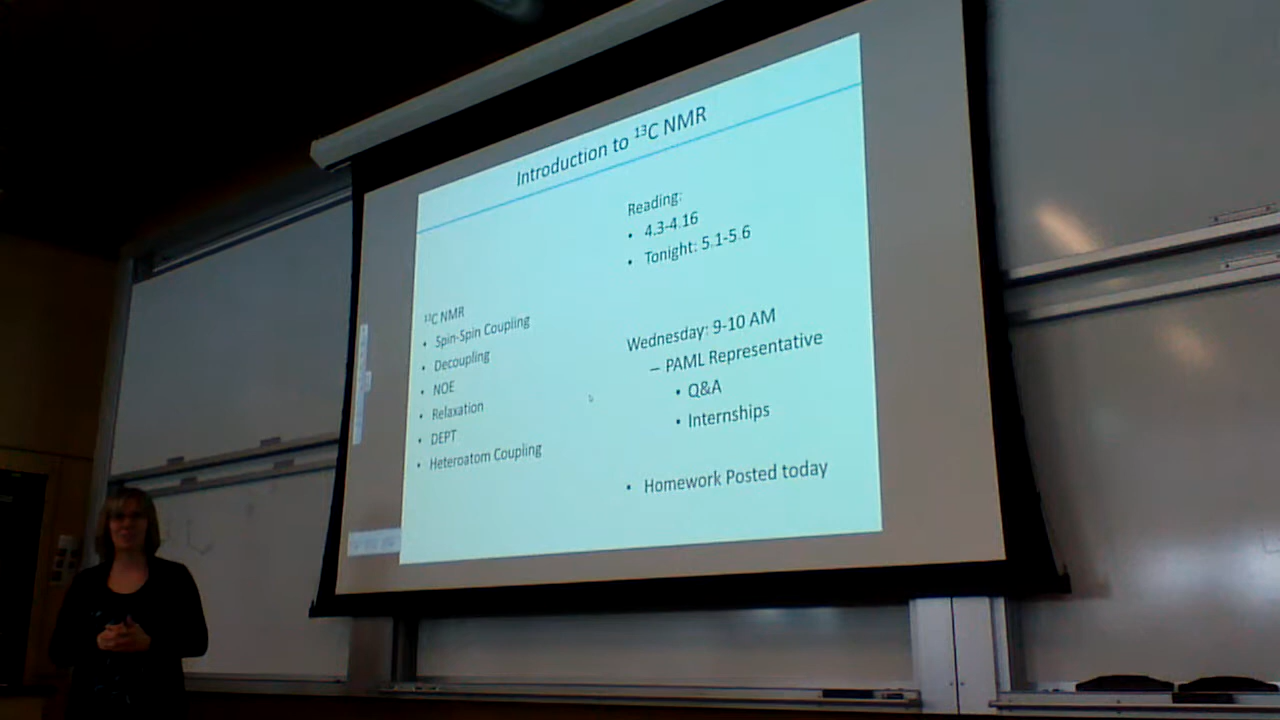 Introduction to ¹³C NMR
¹³C NMR
• Spin-Spin Coupling
• Decoupling
• NOE
• Relaxation
• DEPT
• Heteroatom Coupling
Reading:
• 4.3-4.16
• Tonight: 5.1-5.6
Wednesday: 9-10 AM
– PAML Representative
• Q&A
• Internships
• Homework Posted today